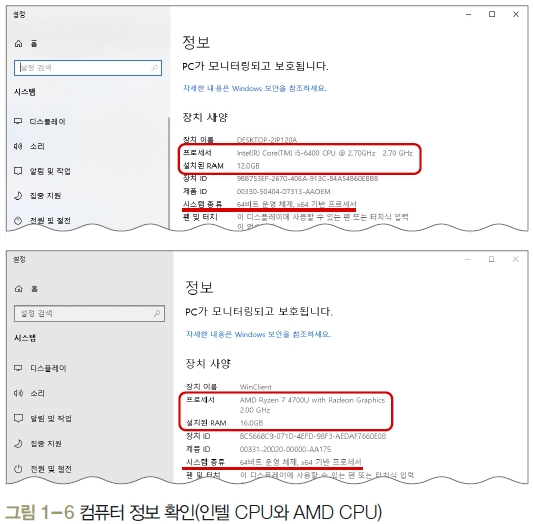 설정
홈
설정 검색
시스템
디스플레이
소리
알림 및 작업
집중 지원
전원 및 절전
정보
PC가 모니터링되고 보호됩니다.
자세한 내용은 Windows 보안을 참조하세요.
장치 사양
장치 이름 DESKTOP-2IP120A
프로세서 Intel(R) Core(TM) i5-6400 CPU @ 2.70GHz 2.70 GHz
설치된 RAM 12.0GB
장치 ID
제품 ID 00330-50404-07313-AAOEM
시스템 종류 64비트 운영 체제, x64 기반 프로세서
펜 및 터치 이 디스플레이에 사용할 수 있는 펜 또는 터치식 입력
설정
홈
설정 검색
시스템
디스플레이
소리
알림 및 작업
집중 지원
전원 및 절전
정보
PC가 모니터링되고 보호됩니다.
자세한 내용은 Windows 보안을 참조하세요.
장치 사양
장치 이름 WinClient
프로세서 AMD Ryzen 7 4700U with Radeon Graphics
2.00 GHz
설치된 RAM 16.0GB
장치 ID BC5668C9-071D-4EFD-98F3-AEDAF7660E0B
제품 ID 00331-20020-00000-AA175
시스템 종류 64비트 운영 체제, x64 기반 프로세서
펜 및 터치 이 디스플레이에 사용할 수 있는 펜 또는 터치식 입력
그림 1-6 컴퓨터 정보 확인(인텔 CPU와 AMD CPU)